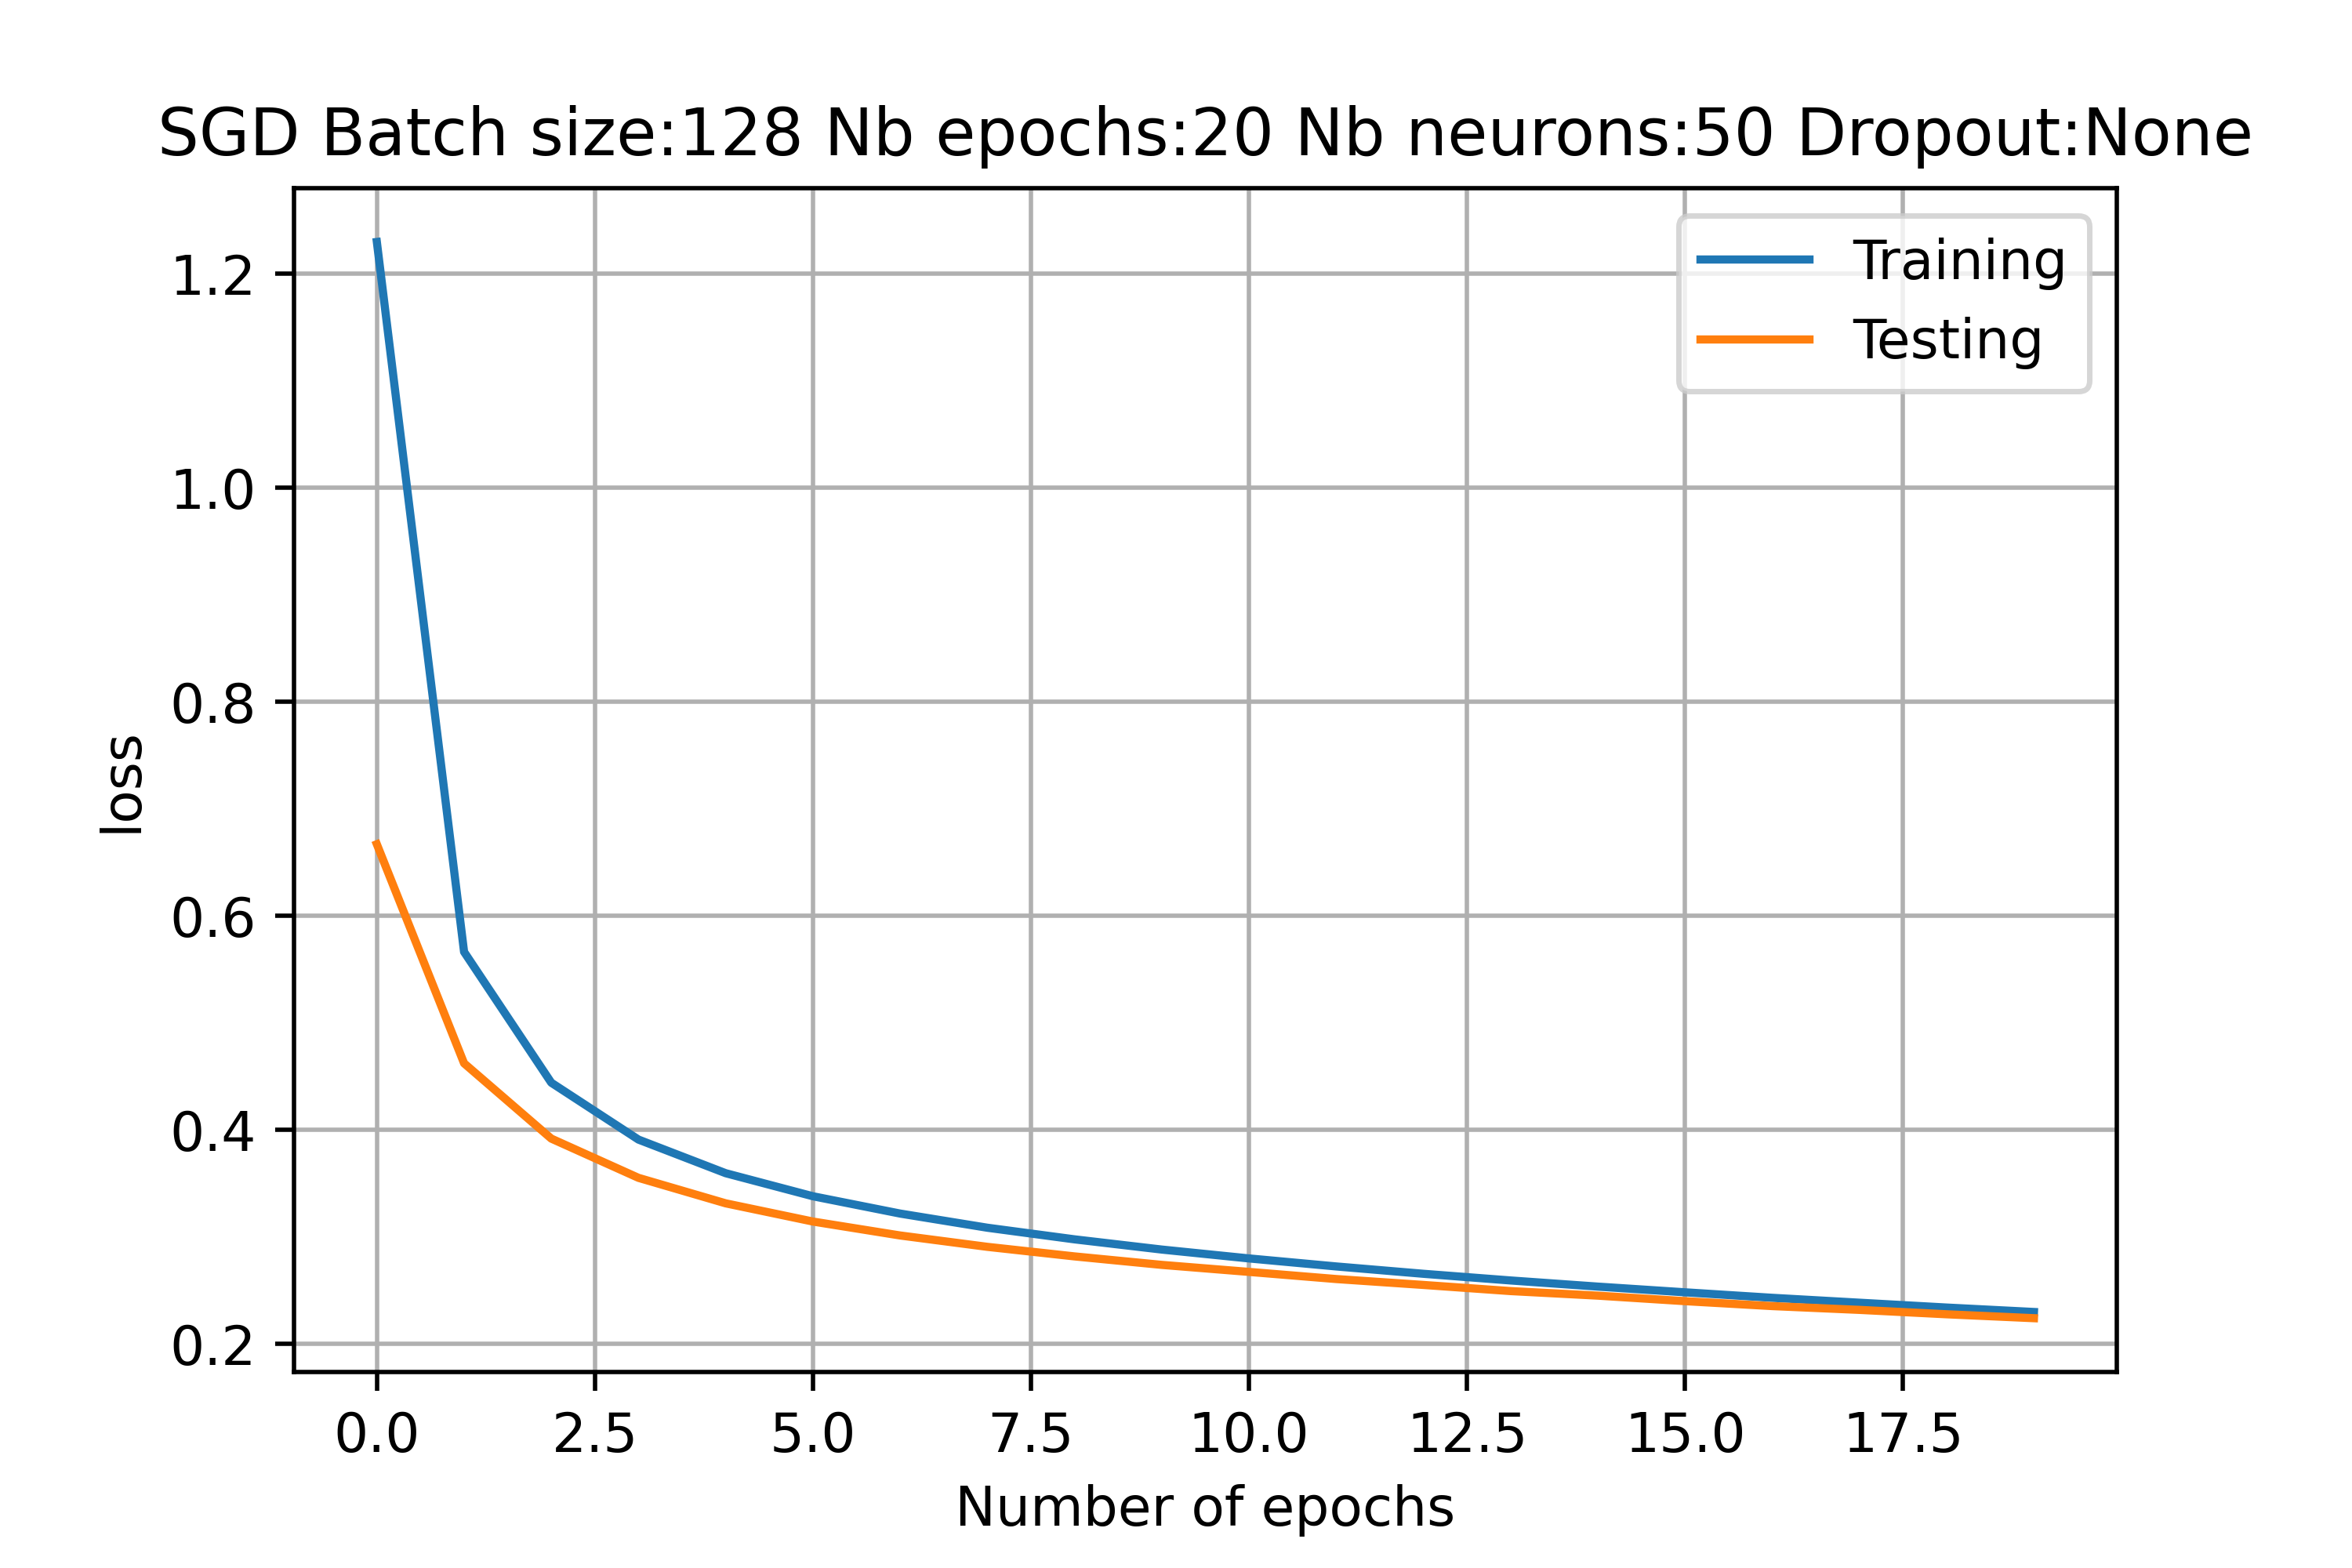 SGD Batch size:128 Nb epochs:20 Nb neurons:50 Dropout:None
Training
Testing
1.2
1.0
0.8
0.6
0.4
0.2
loss
0.0 2.5 5.0 7.5 10.0 12.5 15.0 17.5
Number of epochs